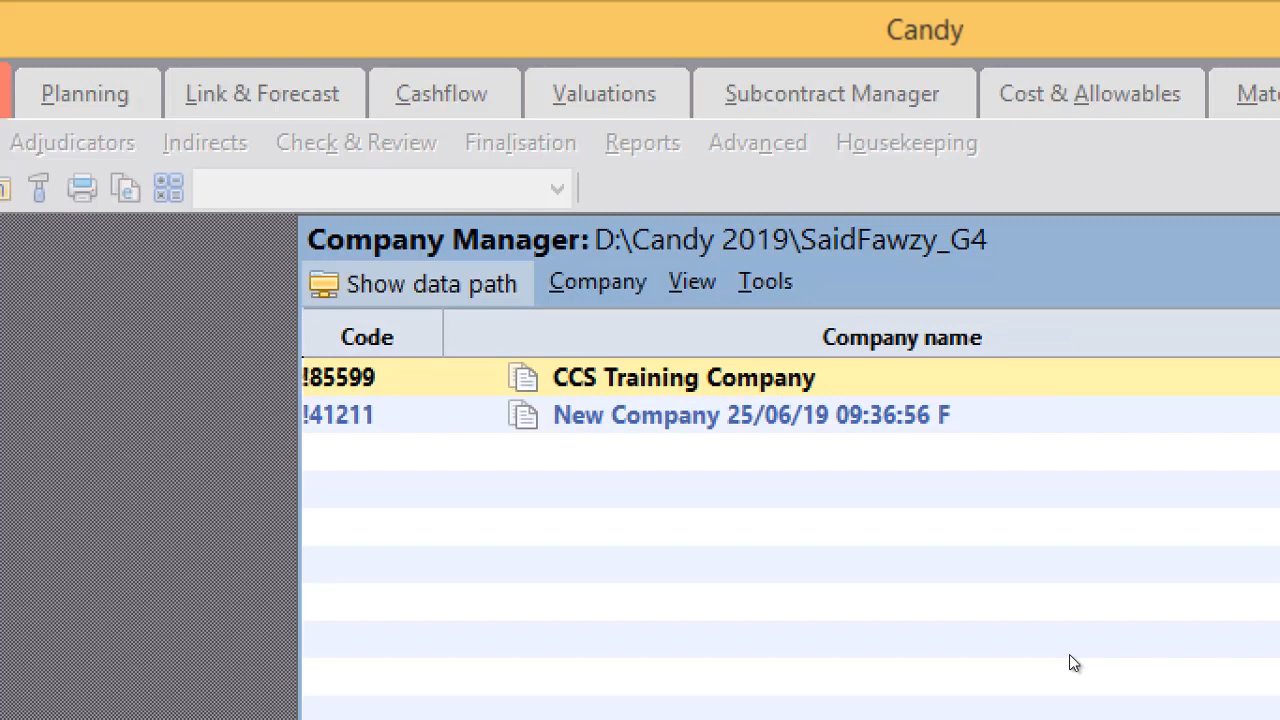 Candy
Planning Link & Forecast Cashflow Valuations Subcontract Manager Cost & Allowables
Adjudicators Indirects Check & Review Finalisation Reports Advanced Housekeeping
Company Manager: D:\Candy 2019\SaidFawzy_G4
Show data path Company View Tools
Code Company name
!85599 CCS Training Company
!41211 New Company 25/06/19 09:36:56 F